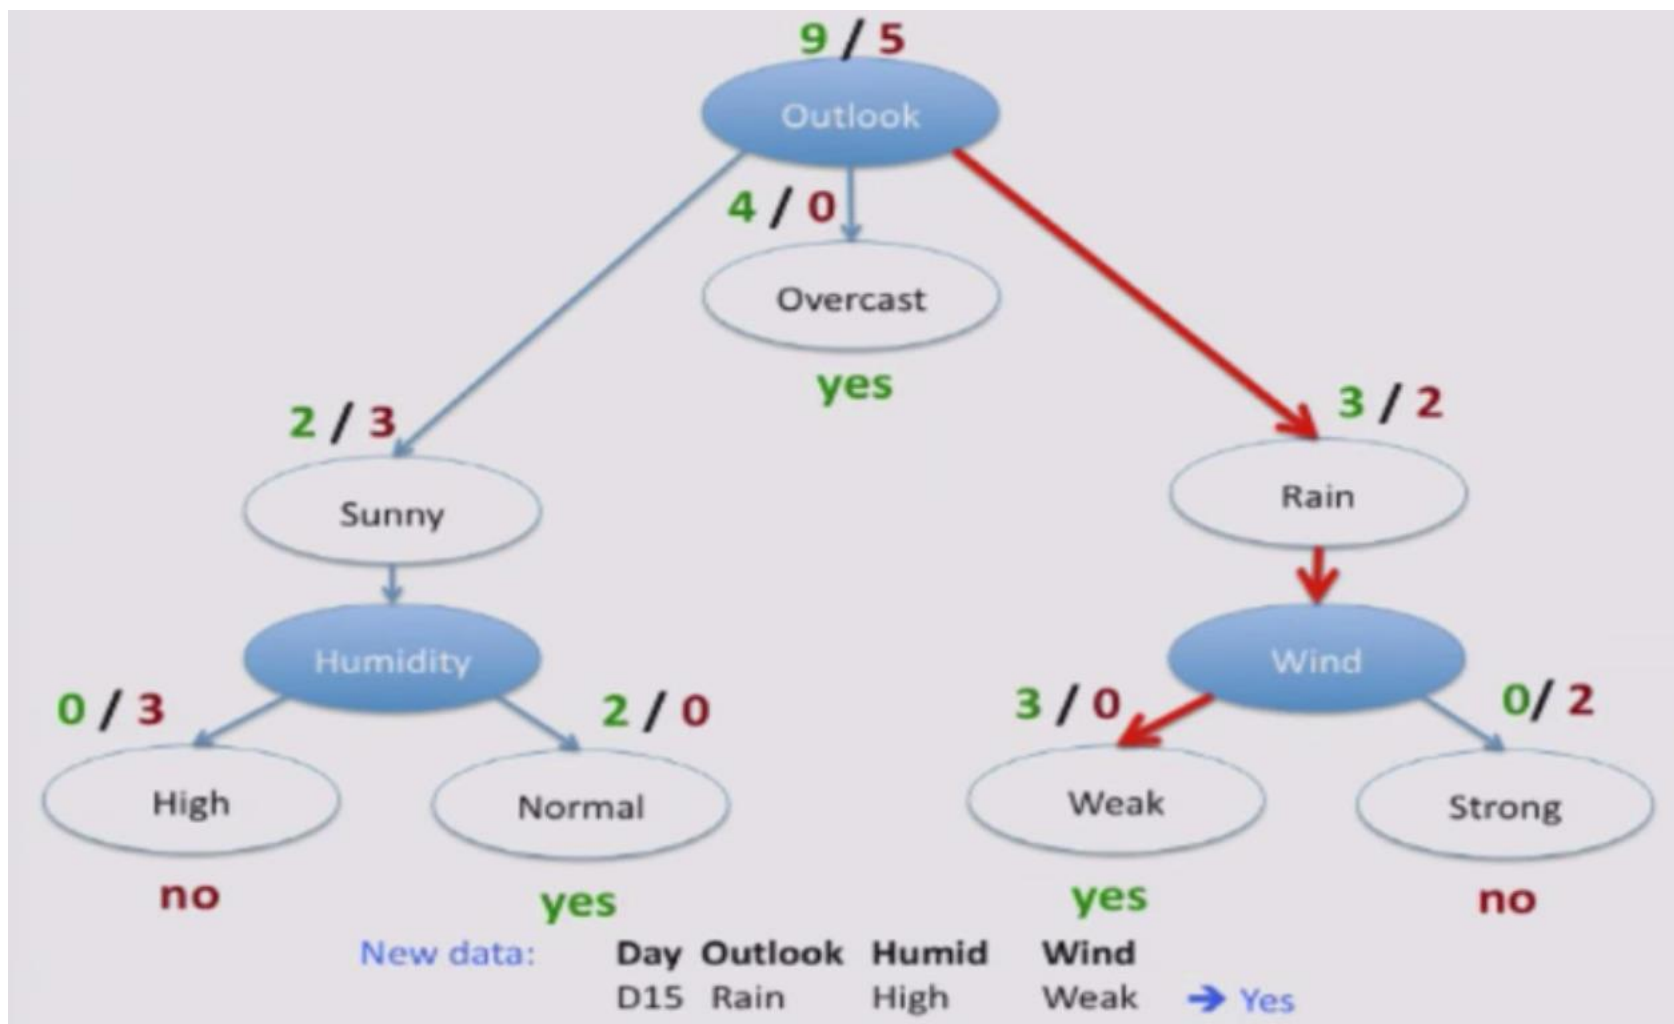 9 / 5
Outlook
4 / 0
Overcast
yes
2 / 3
3 / 2
Sunny
Rain
Humidity
Wind
0 / 3
2 / 0
3 / 0
0/ 2
High
Normal
Weak
Strong
no
yes
yes
no
New data: Day Outlook Humid Wind
D15 Rain High Weak → Yes